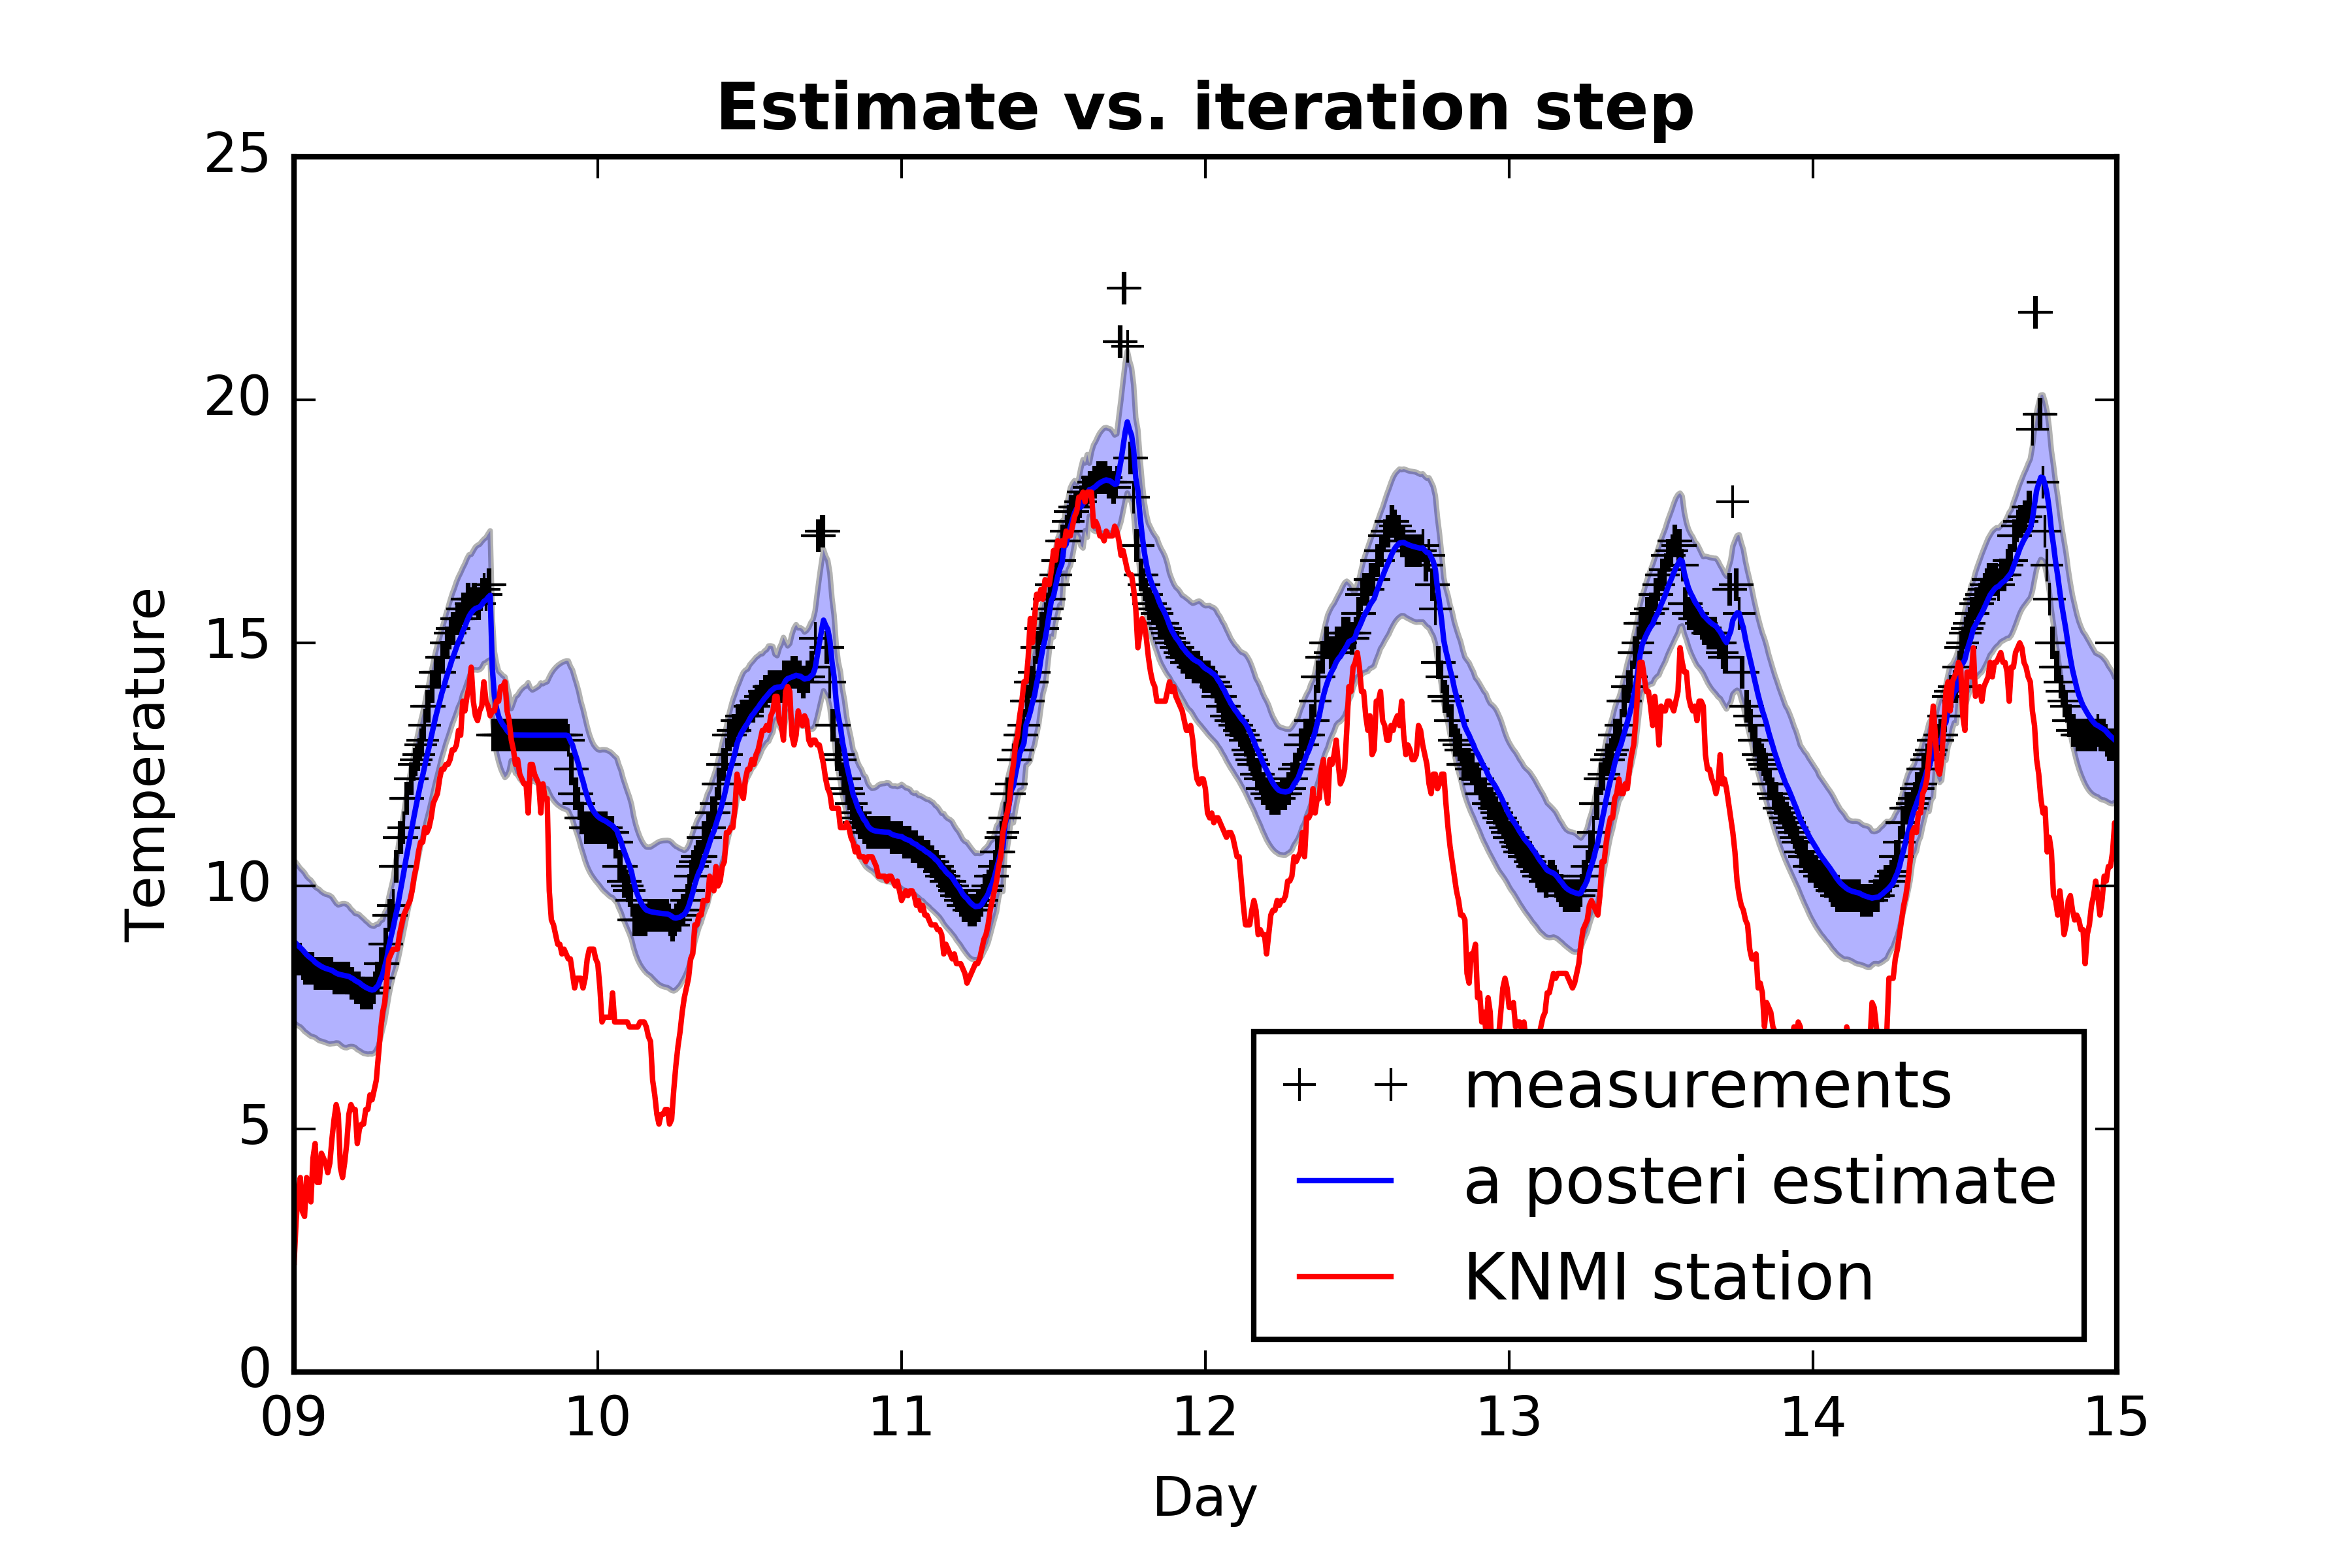 Estimate vs. iteration step
25
20
15
10
5
0
Temperature
09 10 11 12 13 14 15
Day
measurements
a posteri estimate
KNMI station